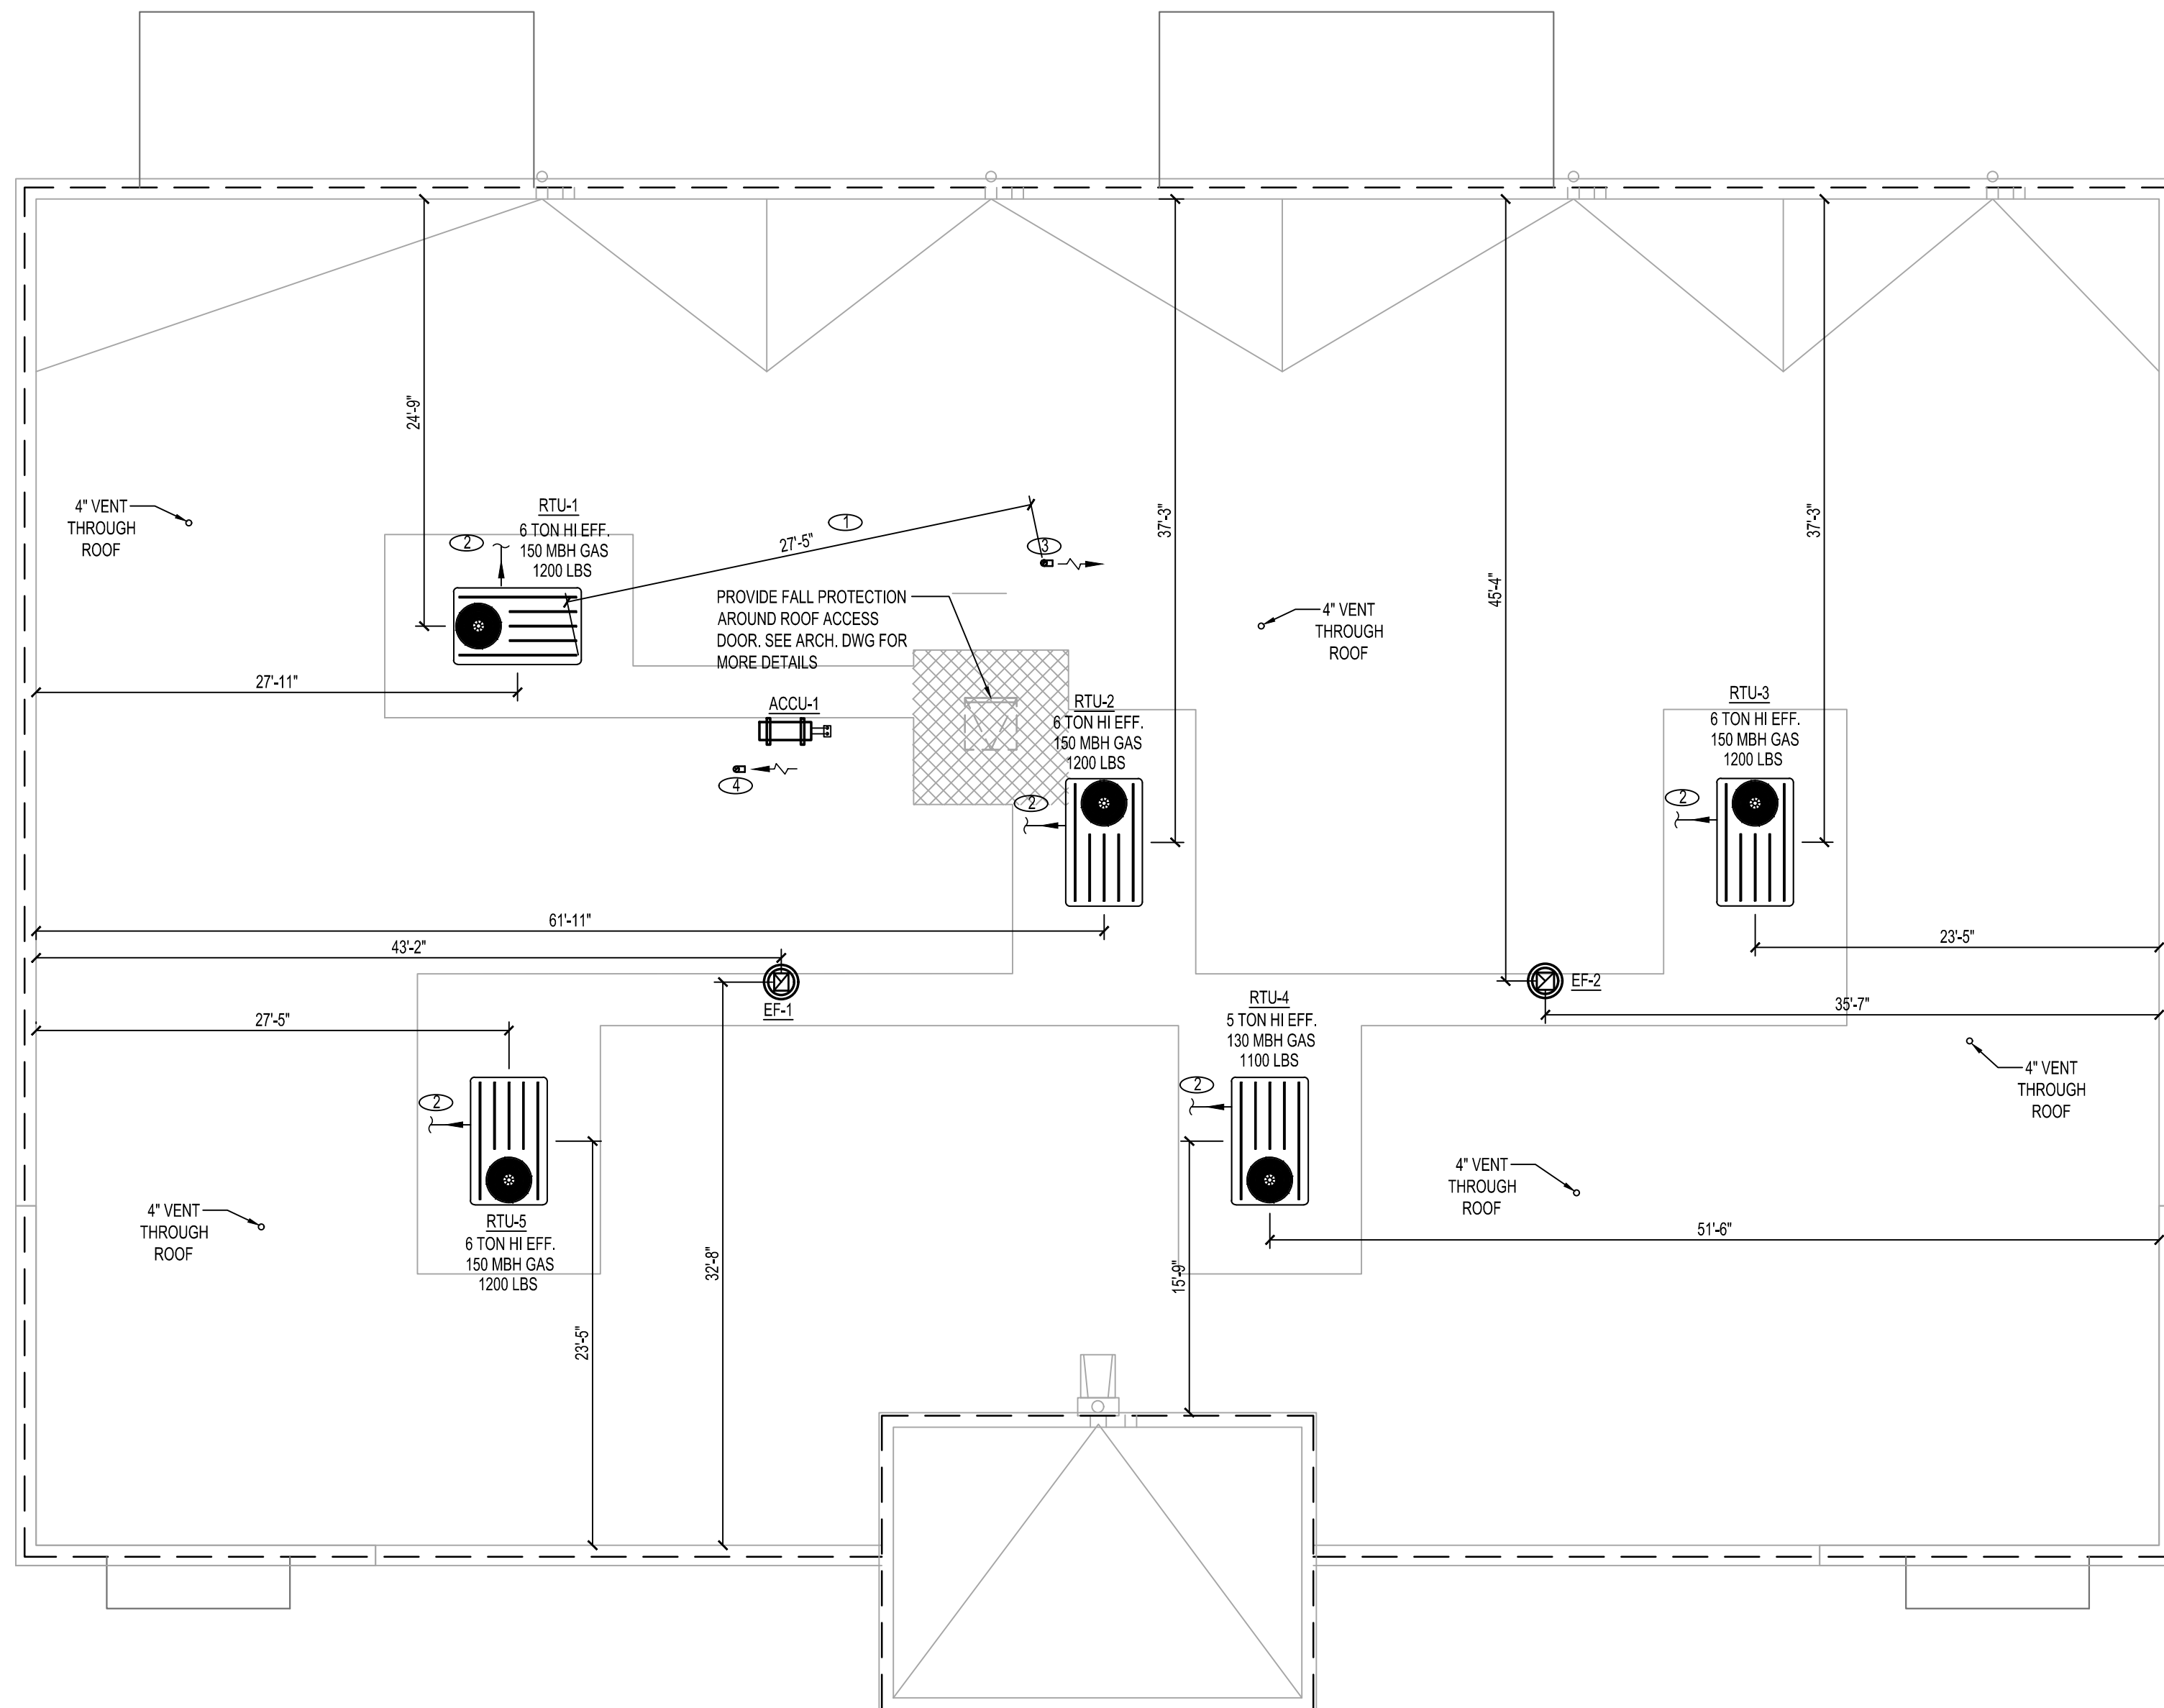 24'-9"
37'-3"
45'-4"
37'-3"
4" VENT
THROUGH
ROOF
RTU-1
6 TON HI EFF.
150 MBH GAS
1200 LBS
2
27'-5"
1
3
PROVIDE FALL PROTECTION
AROUND ROOF ACCESS
DOOR. SEE ARCH. DWG FOR
MORE DETAILS
4" VENT
THROUGH
ROOF
27'-11"
ACCU-1
4
RTU-2
6 TON HI EFF.
150 MBH GAS
1200 LBS
2
RTU-3
6 TON HI EFF.
150 MBH GAS
1200 LBS
2
61'-11"
43'-2"
23'-5"
EF-1
EF-2
27'-5"
35'-7"
RTU-4
5 TON HI EFF.
130 MBH GAS
1100 LBS
2
2
4" VENT
THROUGH
ROOF
4" VENT
THROUGH
ROOF
4" VENT
THROUGH
ROOF
RTU-5
6 TON HI EFF.
150 MBH GAS
1200 LBS
51'-6"
32'-8"
15'-9"
23'-5"